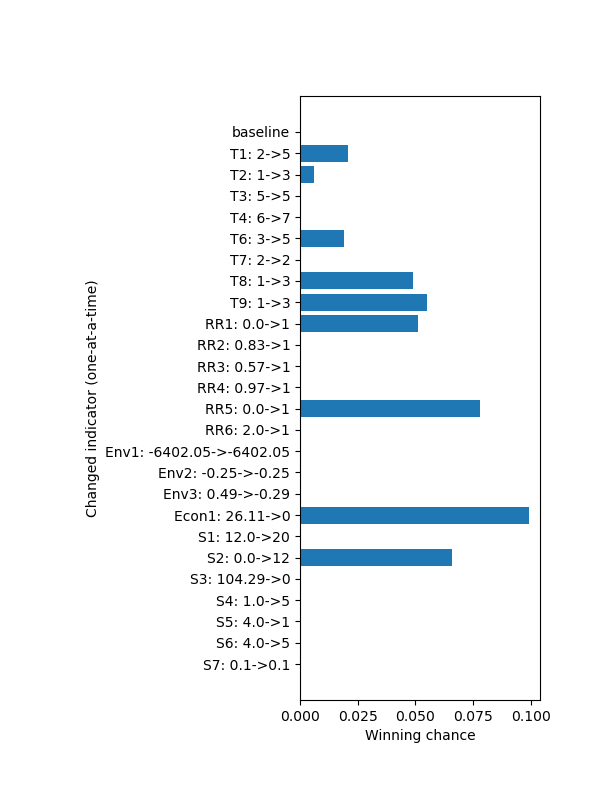 baseline
T1: 2->5
T2: 1->3
T3: 5->5
T4: 6->7
T6: 3->5
T7: 2->2
T8: 1->3
T9: 1->3
RR1: 0.0->1
RR2: 0.83->1
RR3: 0.57->1
RR4: 0.97->1
RR5: 0.0->1
RR6: 2.0->1
Env1: -6402.05->-6402.05
Env2: -0.25->-0.25
Env3: 0.49->-0.29
Econ1: 26.11->0
S1: 12.0->20
S2: 0.0->12
S3: 104.29->0
S4: 1.0->5
S5: 4.0->1
S6: 4.0->5
S7: 0.1->0.1
Changed indicator (one-at-a-time)
0.000 0.025 0.050 0.075 0.100
Winning chance